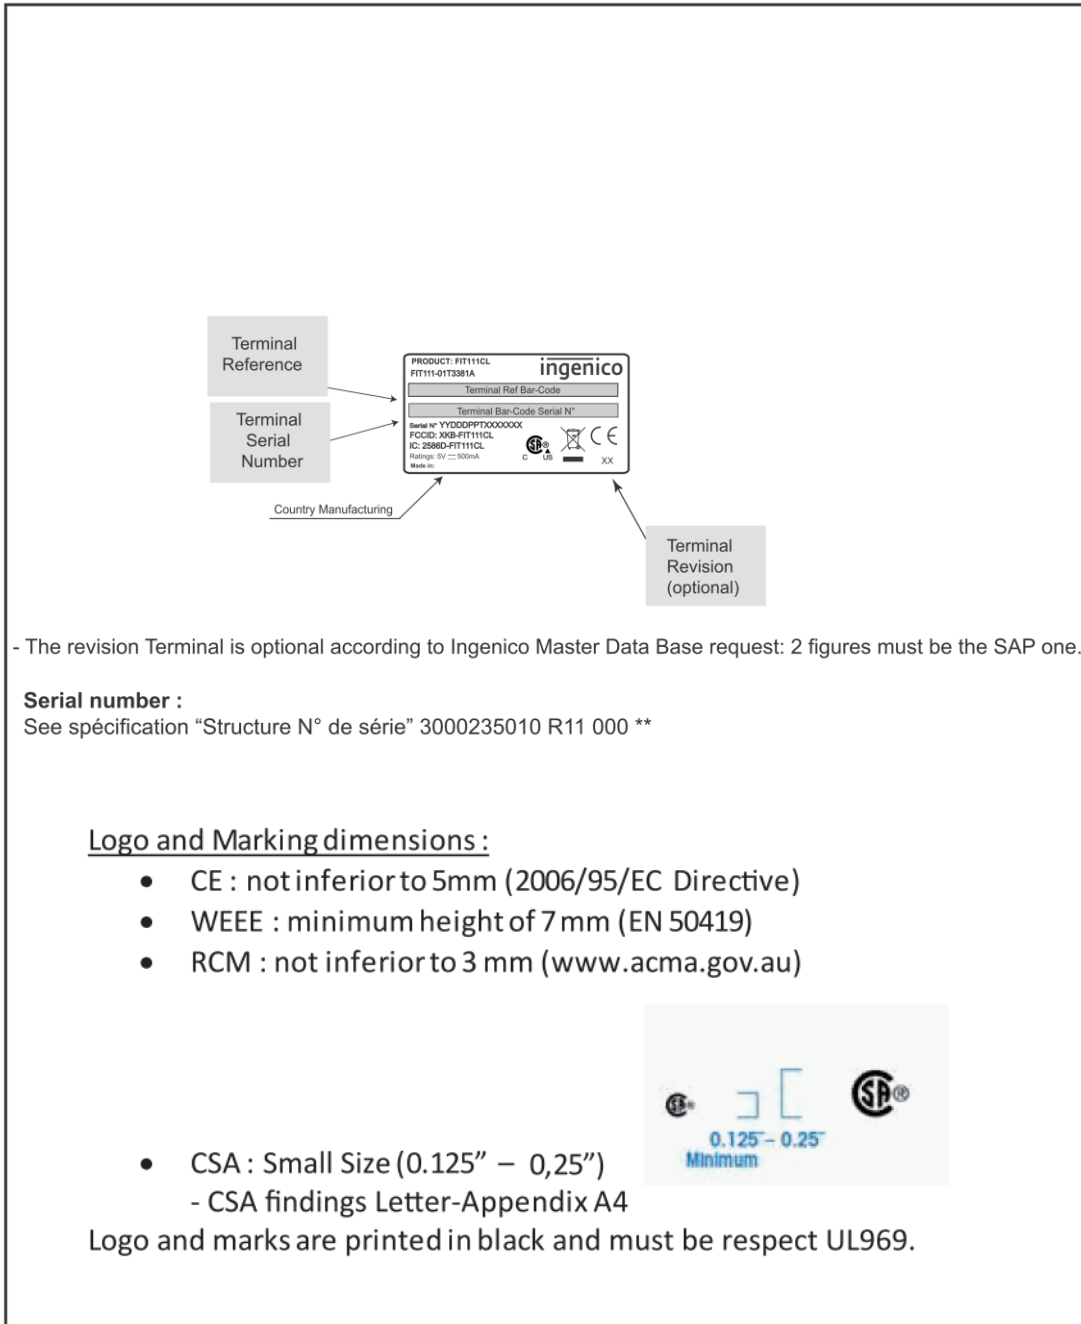 Terminal
Reference
Terminal
Serial
Number
PRODUCT: FIT111CL
FIT111-01T3381A
ingenico
Terminal Ref Bar-Code
Terminal Bar-Code Serial N°
Serial N° YYDDDPPTXXXXXXX
FCCID: XKB-FIT111CL
IC: 2586D-FIT111CL
Ratings: 5V 500mA
Made in:
C SA ® US
CE
XX
Country Manufacturing
Terminal
Revision
(optional)
- The revision Terminal is optional according to Ingenico Master Data Base request: 2 figures must be the SAP one.
Serial number :
See spécification “Structure N° de série” 3000235010 R11 000 **
Logo and Marking dimensions :
• CE : not inferior to 5mm (2006/95/EC Directive)
• WEEE : minimum height of 7 mm (EN 50419)
• RCM : not inferior to 3 mm (www.acma.gov.au)
SA ®
SA ®
0.125″ – 0.25″
Minimum
• CSA : Small Size (0.125” – 0,25”)
- CSA findings Letter-Appendix A4
Logo and marks are printed in black and must be respect UL969.